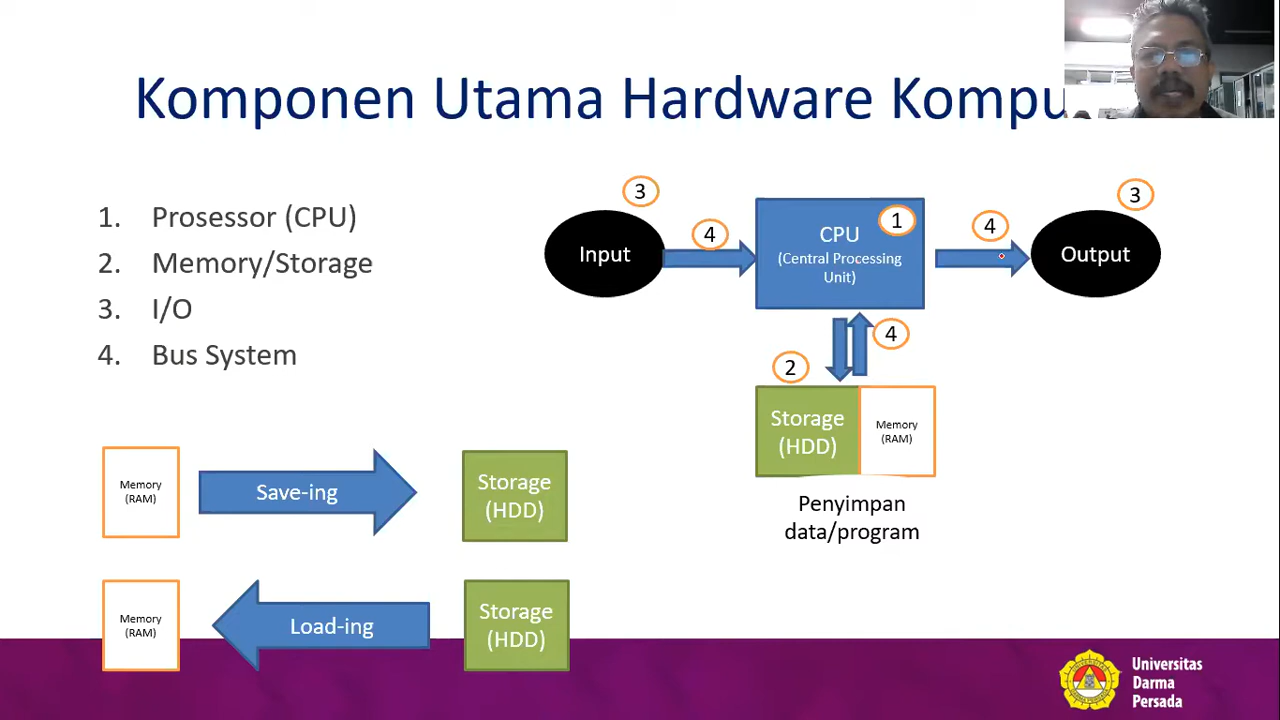 Komponen Utama Hardware Kompu
1. Prosessor (CPU)
2. Memory/Storage
3. I/O
4. Bus System
3
Input
4
1
CPU
(Central Processing
Unit)
4
3
Output
4
2
Storage
(HDD)
Memory
(RAM)
Penyimpan
data/program
Memory
(RAM)
Save-ing
Storage
(HDD)
Memory
(RAM)
Load-ing
Storage
(HDD)
Universitas
Darma
Persada